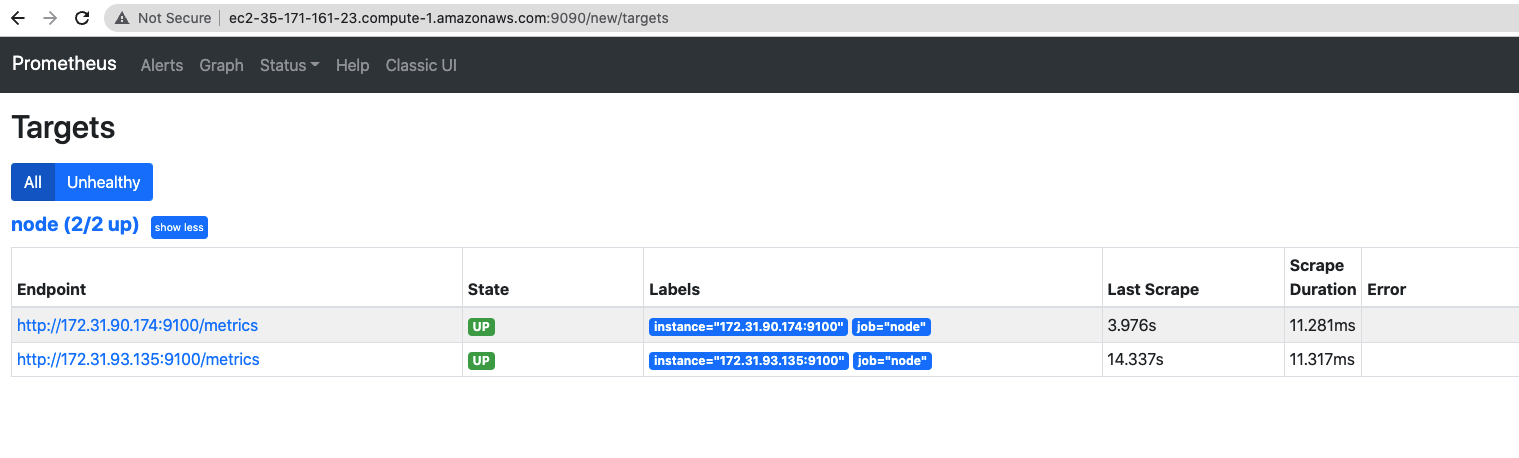 Not Secure ec2-35-171-161-23.compute-1.amazonaws.com:9090/new/targets
Prometheus Alerts Graph Status Help Classic UI
Targets
All Unhealthy
node (2/2 up) show less
Endpoint State Labels Last Scrape Scrape Duration Error
http://172.31.90.174:9100/metrics UP instance="172.31.90.174:9100" job="node" 3.976s 11.281ms
http://172.31.93.135:9100/metrics UP instance="172.31.93.135:9100" job="node" 14.337s 11.317ms